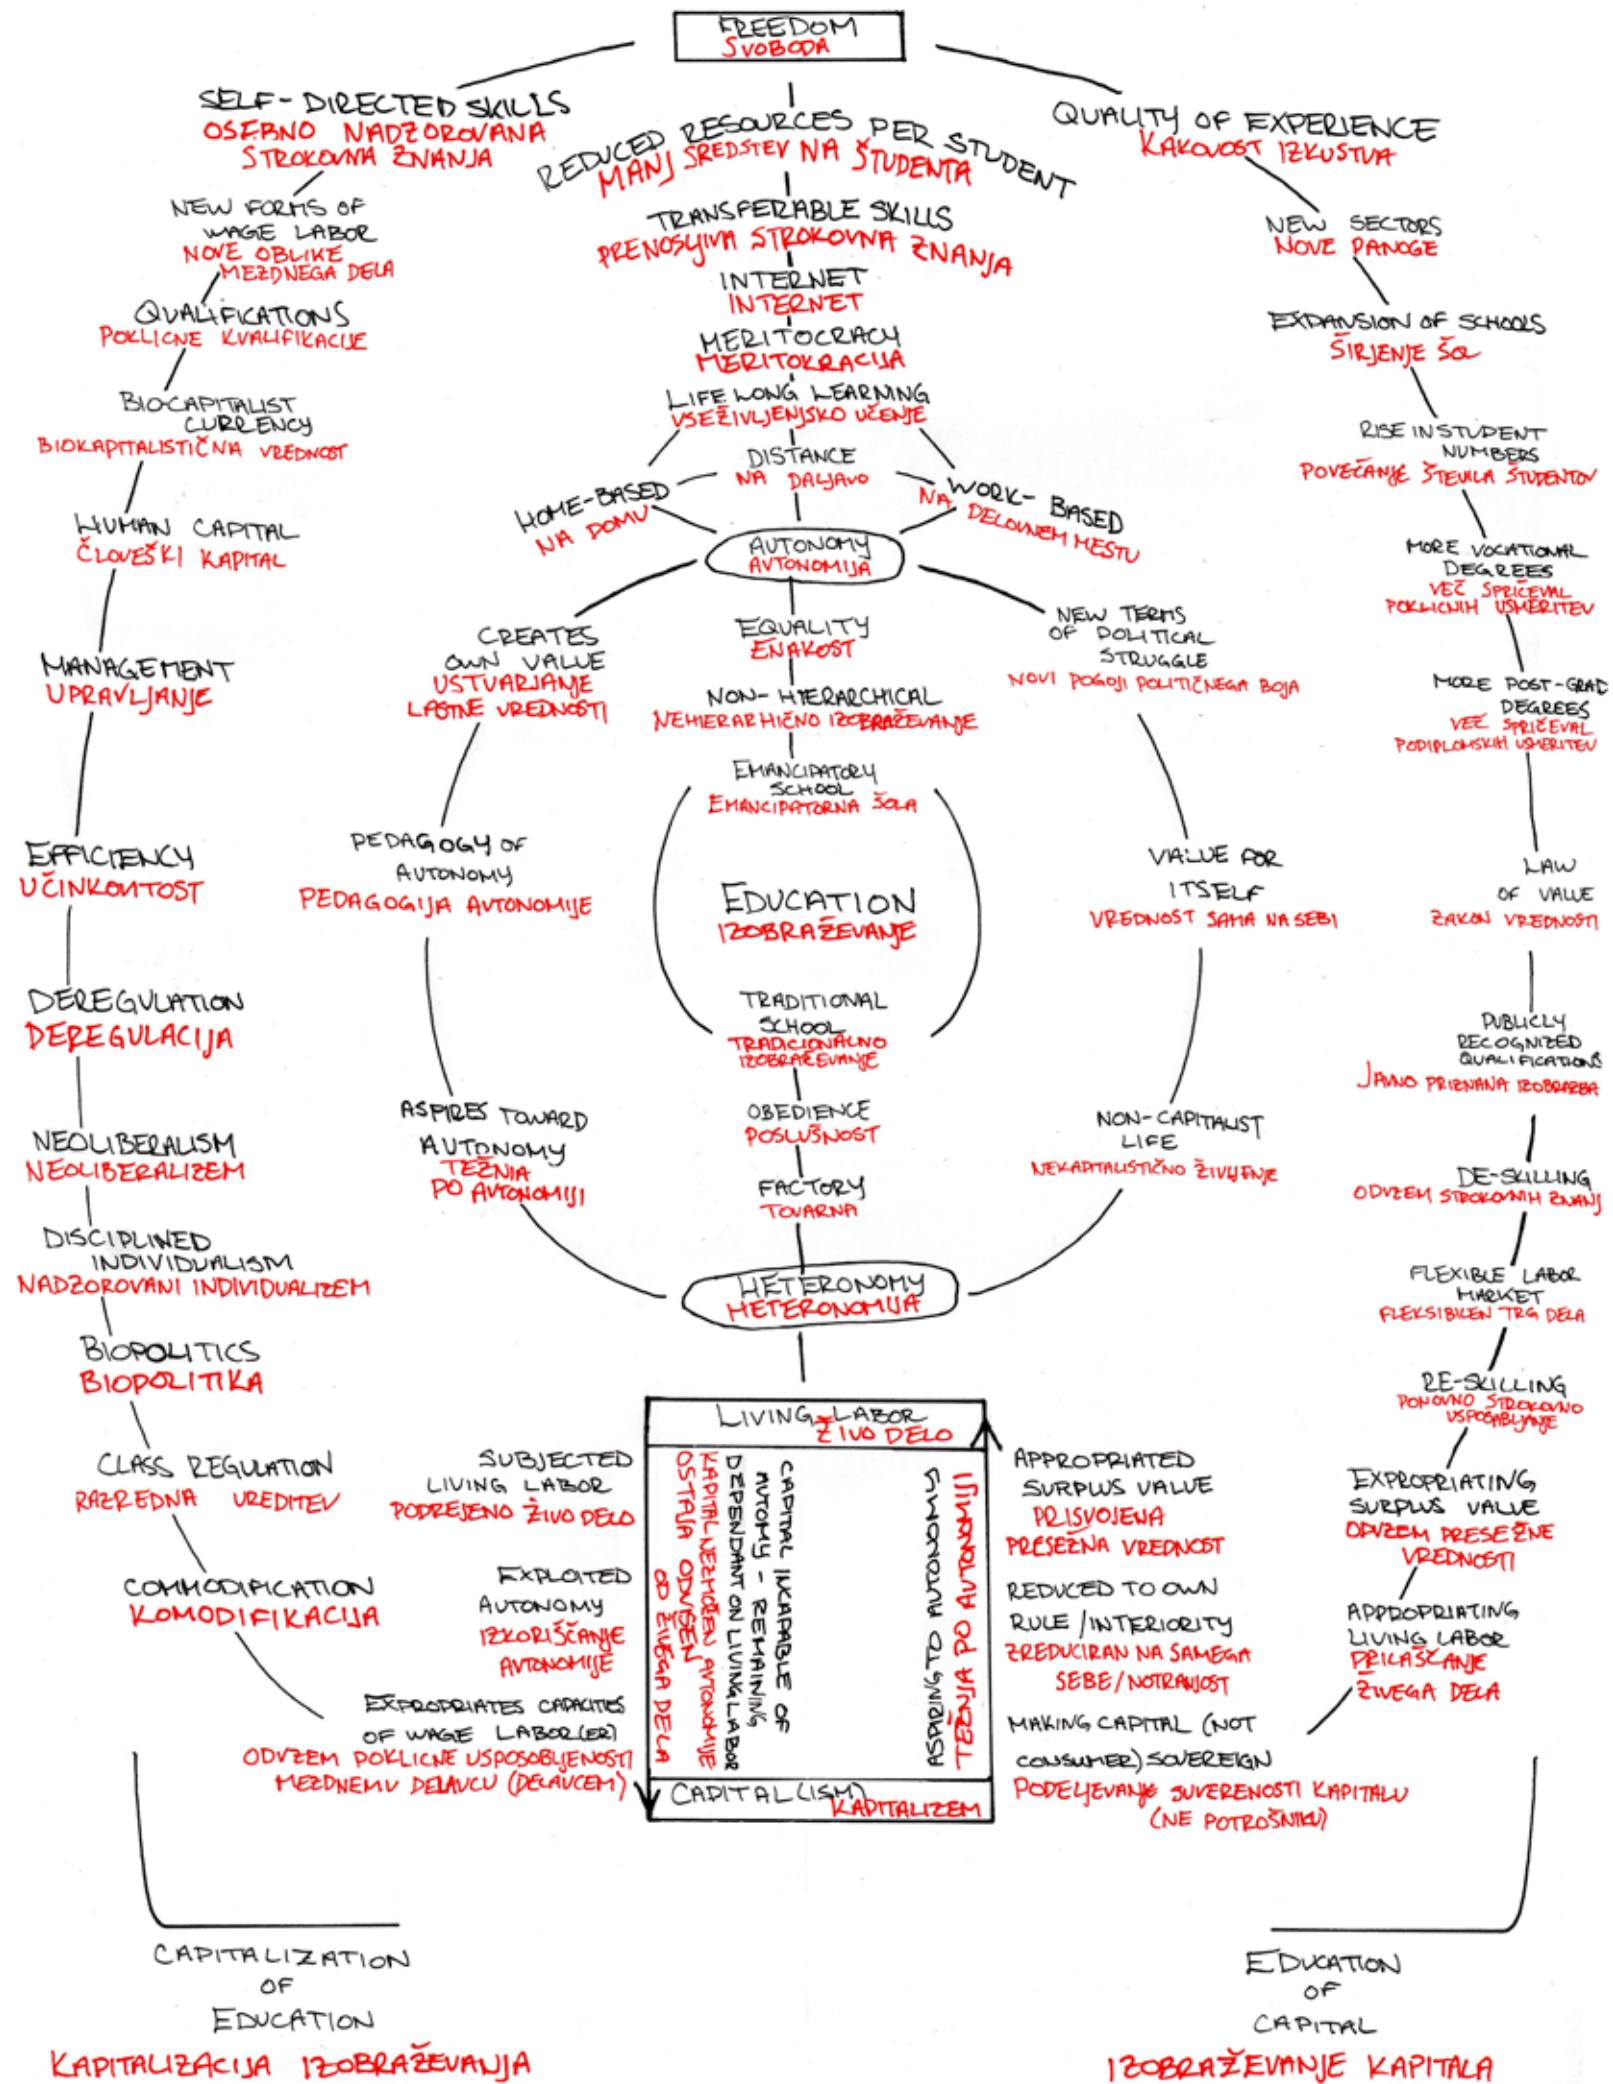 FREEDOM
SVOBODA
SELF-DIRECTED SKILLS
OSEBNO NADZOROVANA
STROKOVNA ZNANJA
NEW FORMS OF
WAGE LABOR
NOVE OBLIKE
MEZDNEGA DELA
QUALIFICATIONS
POKLICNE KVALIFIKACIJE
BIOCAPITALIST
CURRENCY
BIOKAPITALISTIČNA VREDNOST
HUMAN CAPITAL
ČLOVEŠKI KAPITAL
MANAGEMENT
UPRAVLJANJE
EFFICIENCY
UČINKOVITOST
DEREGULATION
DEREGULACIJA
NEOLIBERALISM
NEOLIBERALIZEM
DISCIPLINED
INDIVIDUALISM
NADZOROVANI INDIVIDUALIZEM
BIOPOLITICS
BIOPOLITIKA
CLASS REGULATION
RAZREDNA UREDITEV
COMMODIFICATION
KOMODIFIKACIJA
REDUCED RESOURCES PER STUDENT
MANJ SREDSTEV NA ŠTUDENTA
TRANSFERABLE SKILLS
PRENOSLJIVA STROKOVNA ZNANJA
INTERNET
INTERNET
MERITOCRACY
MERITOKRACIJA
LIFE LONG LEARNING
VSEŽIVLJENJSKO UČENJE
DISTANCE
NA DALJAVO
HOME-BASED
NA DOMU
WORK-BASED
NA DELOVNEM MESTU
AUTONOMY
AVTONOMIJA
CREATES
OWN VALUE
USTVARJANJE
LASTNE VREDNOSTI
EQUALITY
ENAKOST
NEW TERMS
OF POLITICAL
STRUGGLE
NOVI POGOJI POLITIČNEGA BOJA
NON-HIERARCHICAL
NEHIERARHIČNO IZOBRAŽEVANJE
EMANCIPATORY
SCHOOL
EMANCIPATORNA ŠOLA
PEDAGOGY OF
AUTONOMY
PEDAGOGIJA AVTONOMIJE
EDUCATION
IZOBRAŽEVANJE
VALUE FOR
ITSELF
VREDNOST SAMA NA SEBI
TRADITIONAL
SCHOOL
TRADICIONALNO
IZOBRAŽEVANJE
ASPIRES TOWARD
AUTONOMY
TEŽNJA
PO AVTONOMIJI
OBEDIENCE
POSLUŠNOST
NON-CAPITALIST
LIFE
NEKAPITALISTIČNO ŽIVLJENJE
FACTORY
TOVARNA
HETERONOMY
HETERONOMIJA
QUALITY OF EXPERIENCE
KAKOVOST IZKUSTVA
NEW SECTORS
NOVE PANOGE
EXPANSION OF SCHOOLS
ŠIRJENJE ŠOL
RISE IN STUDENT
NUMBERS
POVEČANJE ŠTEVILA ŠTUDENTOV
MORE VOCATIONAL
DEGREES
VEČ SPRIČEVAL
POKLICNIH USMERITEV
MORE POST-GRAD
DEGREES
VEČ SPRIČEVAL
PODIPLOMSKIH USMERITEV
LAW
OF VALUE
ZAKON VREDNOSTI
PUBLICLY
RECOGNIZED
QUALIFICATIONS
JAVNO PRIZNANA IZOBRAZBA
DE-SKILLING
ODVZEM STROKOVNIH ZNANJ
FLEXIBLE LABOR
MARKET
FLEKSIBILEN TRG DELA
RE-SKILLING
PONOVNO STROKOVNO
USPOSABLJANJE
EXPROPRIATING
SURPLUS VALUE
ODVZEM PRESEŽNE
VREDNOSTI
APPROPRIATING
LIVING LABOR
PRILAŠČANJE
ŽIVEGA DELA
SUBJECTED
LIVING LABOR
PODREJENO ŽIVO DELO
EXPLOITED
AUTONOMY
IZKORIŠČANJE
AVTONOMIJE
EXPROPRIATES CAPACITIES
OF WAGE LABOR(ER)
ODVZEM POKLICNE USPOSOBLJENOSTI
MEZDNEMU DELAVCU (DELAVCEM)
LIVING LABOR
ŽIVO DELO
CAPITAL INCAPABLE OF
AUTOMY - REMAINING
DEPENDANT ON LIVING LABOR
KAPITAL NEZMOŽEN AVTONOMIJE
OSTAJA ODVISEN
OD ŽIVEGA DELA
ASPIRING TO AUTONOMY
TEŽNJA PO AVTONOMIJI
CAPITAL(ISM)
KAPITALIZEM
APPROPRIATED
SURPLUS VALUE
PRISVOJENA
PRESEŽNA VREDNOST
REDUCED TO OWN
RULE/INTERIORITY
ZREDUCIRAN NA SAMEGA
SEBE/NOTRANJOST
MAKING CAPITAL (NOT
CONSUMER) SOVEREIGN
PODELJEVANJE SUVERENOSTI KAPITALU
(NE POTROŠNIKU)
CAPITALIZATION
OF
EDUCATION
KAPITALIZACIJA IZOBRAŽEVANJA
EDUCATION
OF
CAPITAL
IZOBRAŽEVANJE KAPITALA